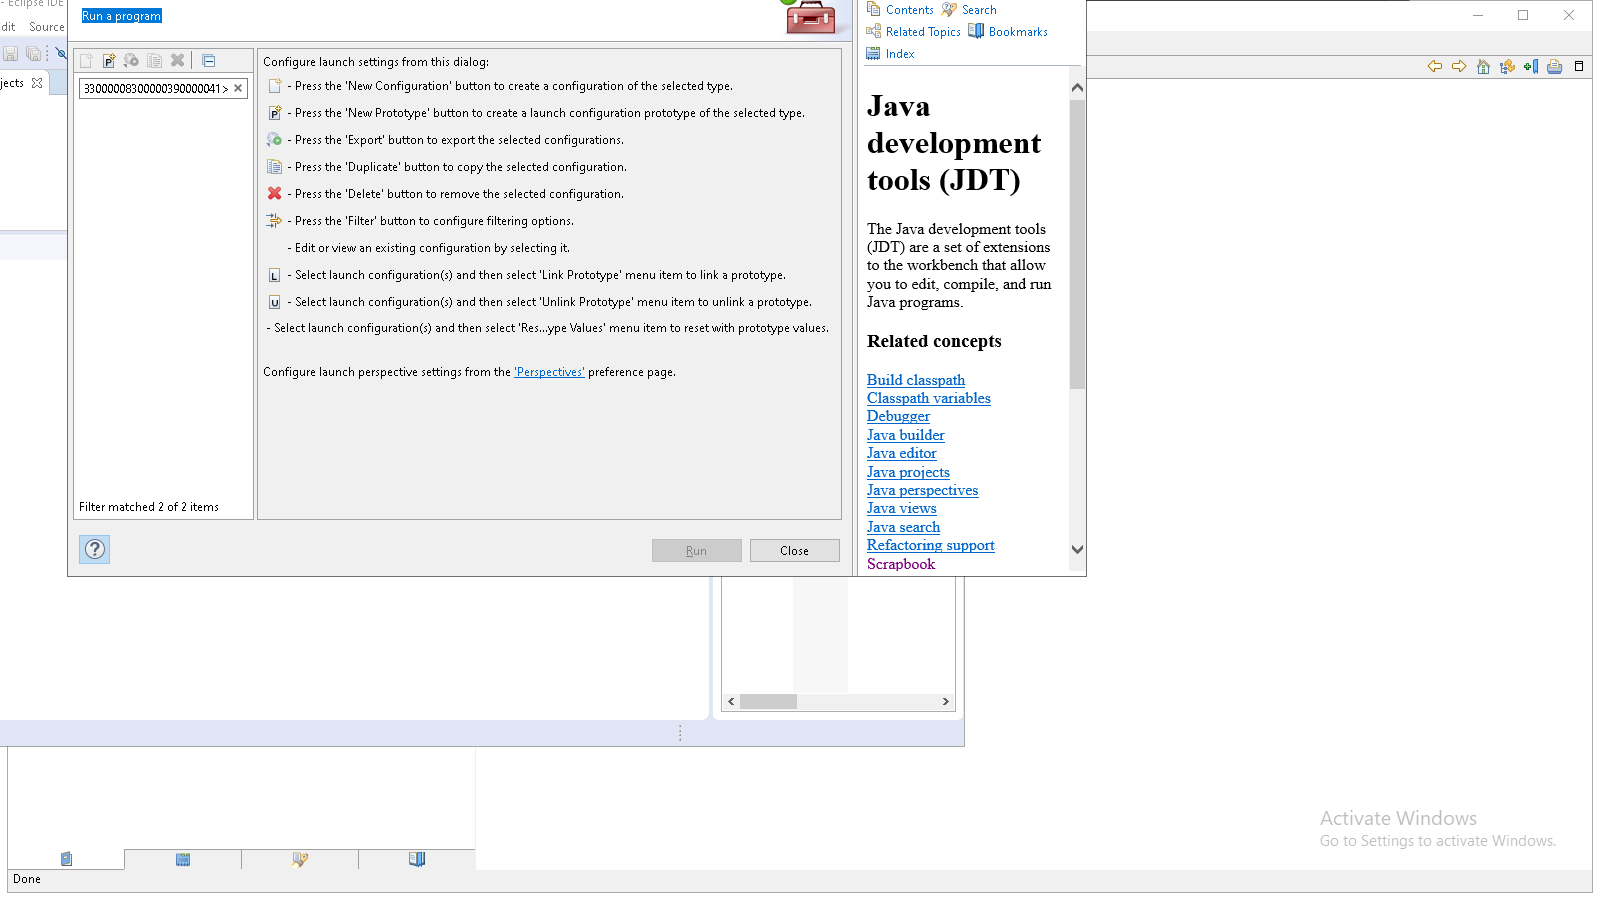 - Eclipse IDE
dit Source
jects
Run a program
33000008300000390000041>
Filter matched 2 of 2 items
Configure launch settings from this dialog:
- Press the 'New Configuration' button to create a configuration of the selected type.
- Press the 'New Prototype' button to create a launch configuration prototype of the selected type.
- Press the 'Export' button to export the selected configurations.
- Press the 'Duplicate' button to copy the selected configuration.
- Press the 'Delete' button to remove the selected configuration.
- Press the 'Filter' button to configure filtering options.
- Edit or view an existing configuration by selecting it.
L - Select launch configuration(s) and then select 'Link Prototype' menu item to link a prototype.
U - Select launch configuration(s) and then select 'Unlink Prototype' menu item to unlink a prototype.
- Select launch configuration(s) and then select 'Res...ype Values' menu item to reset with prototype values.
Configure launch perspective settings from the 'Perspectives' preference page.
Run Close
Contents Search
Related Topics Bookmarks
Index
Java
development
tools (JDT)
The Java development tools
(JDT) are a set of extensions
to the workbench that allow
you to edit, compile, and run
Java programs.
Related concepts
Build classpath
Classpath variables
Debugger
Java builder
Java editor
Java projects
Java perspectives
Java views
Java search
Refactoring support
Scrapbook
Activate Windows
Go to Settings to activate Windows.
Done